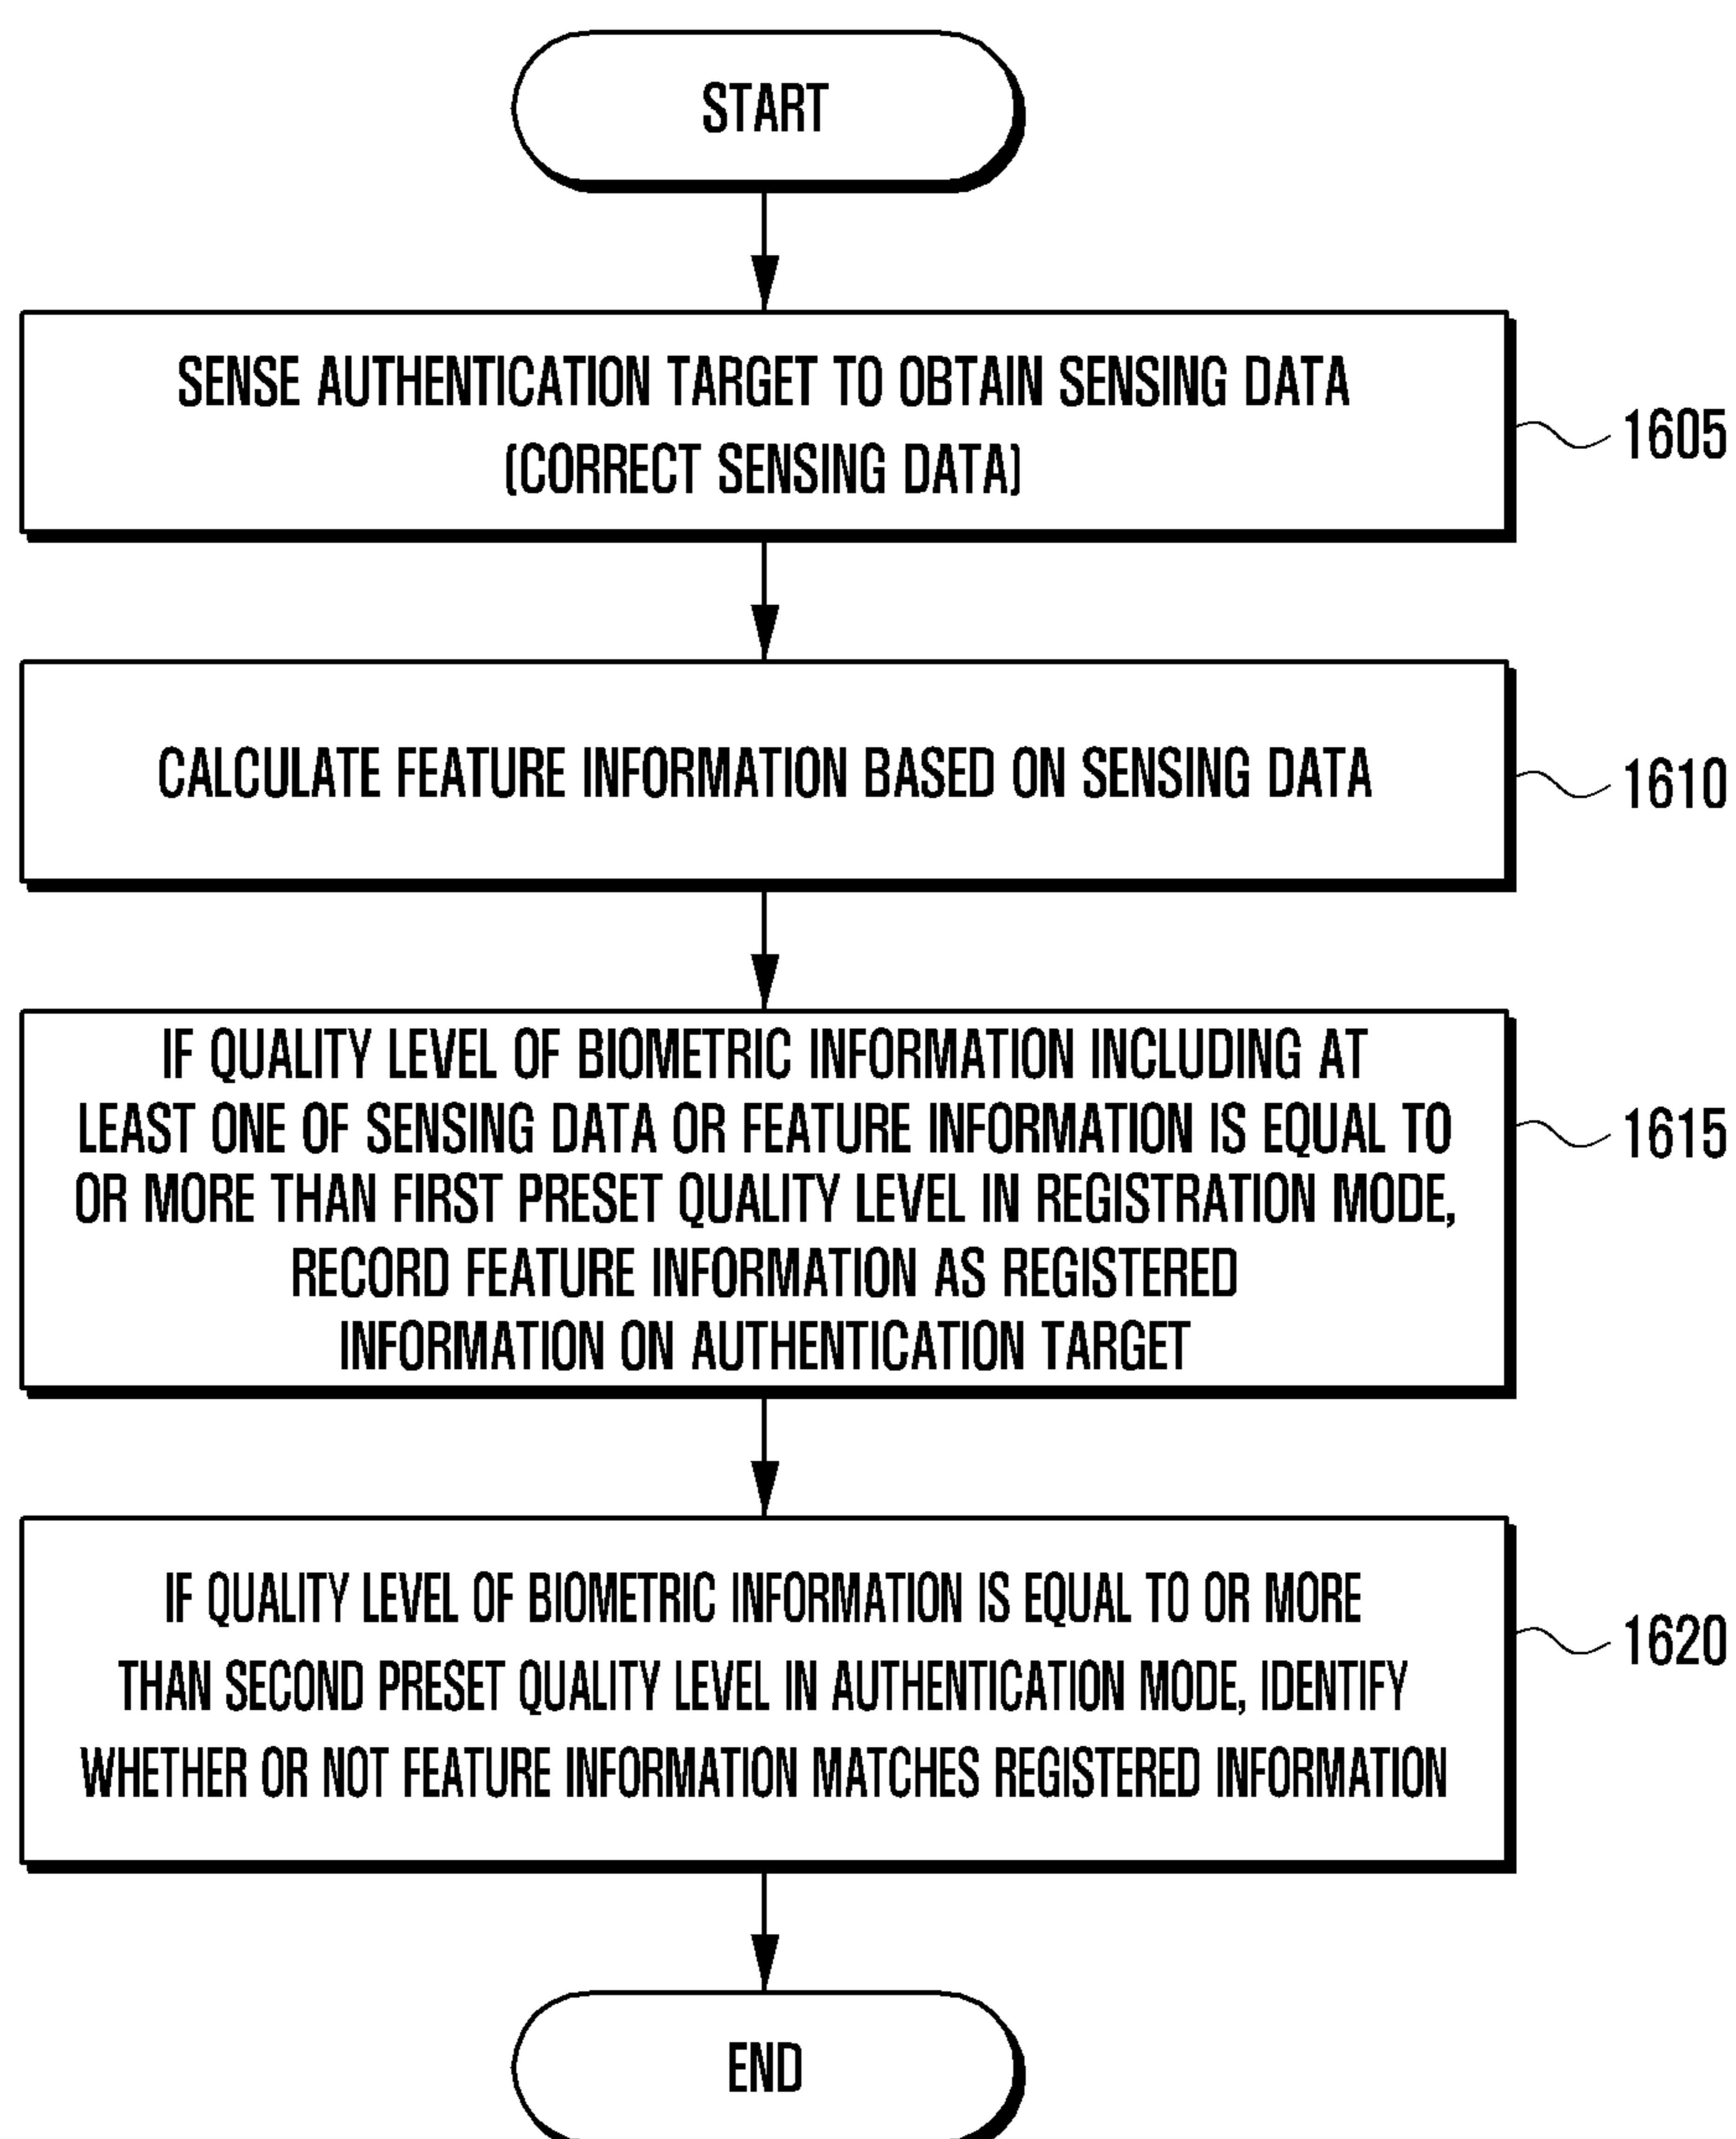 START
SENSE AUTHENTICATION TARGET TO OBTAIN SENSING DATA
(CORRECT SENSING DATA)
1605
CALCULATE FEATURE INFORMATION BASED ON SENSING DATA
1610
IF QUALITY LEVEL OF BIOMETRIC INFORMATION INCLUDING AT
LEAST ONE OF SENSING DATA OR FEATURE INFORMATION IS EQUAL TO
OR MORE THAN FIRST PRESET QUALITY LEVEL IN REGISTRATION MODE,
RECORD FEATURE INFORMATION AS REGISTERED
INFORMATION ON AUTHENTICATION TARGET
1615
IF QUALITY LEVEL OF BIOMETRIC INFORMATION IS EQUAL TO OR MORE
THAN SECOND PRESET QUALITY LEVEL IN AUTHENTICATION MODE, IDENTIFY
WHETHER OR NOT FEATURE INFORMATION MATCHES REGISTERED INFORMATION
1620
END